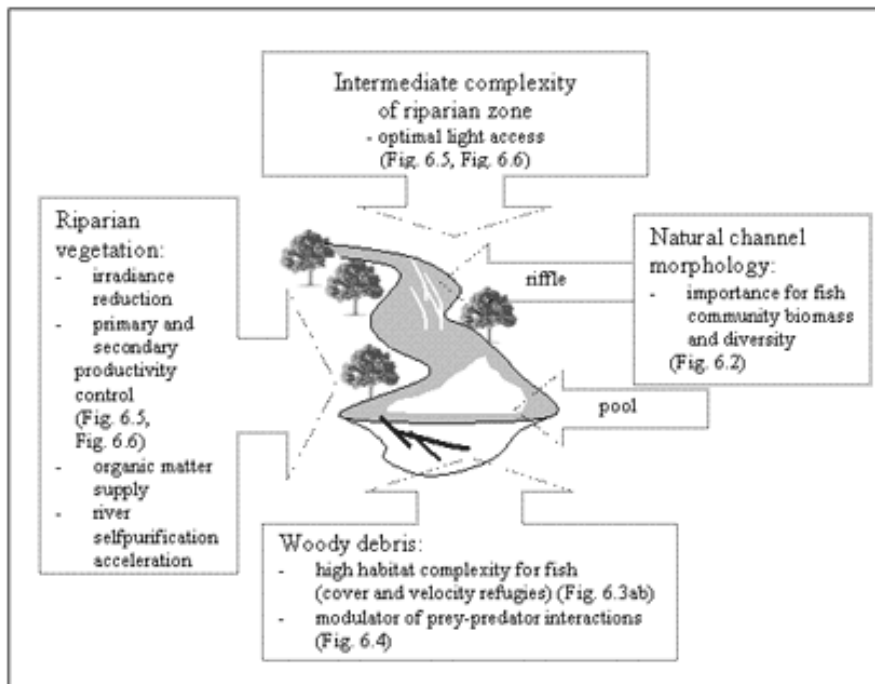 Intermediate complexity
of riparian zone
- optimal light access
(Fig. 6.5, Fig. 6.6)
Riparian
vegetation:
- irradiance
reduction
- primary and
secondary
productivity
control
(Fig. 6.5,
Fig. 6.6)
- organic matter
supply
- river
selfpurification
acceleration
riffle
Natural channel
morphology:
- importance for fish
community biomass
and diversity
(Fig. 6.2)
pool
Woody debris:
- high habitat complexity for fish
(cover and velocity refugies) (Fig. 6.3ab)
- modulator of prey-predator interactions
(Fig. 6.4)